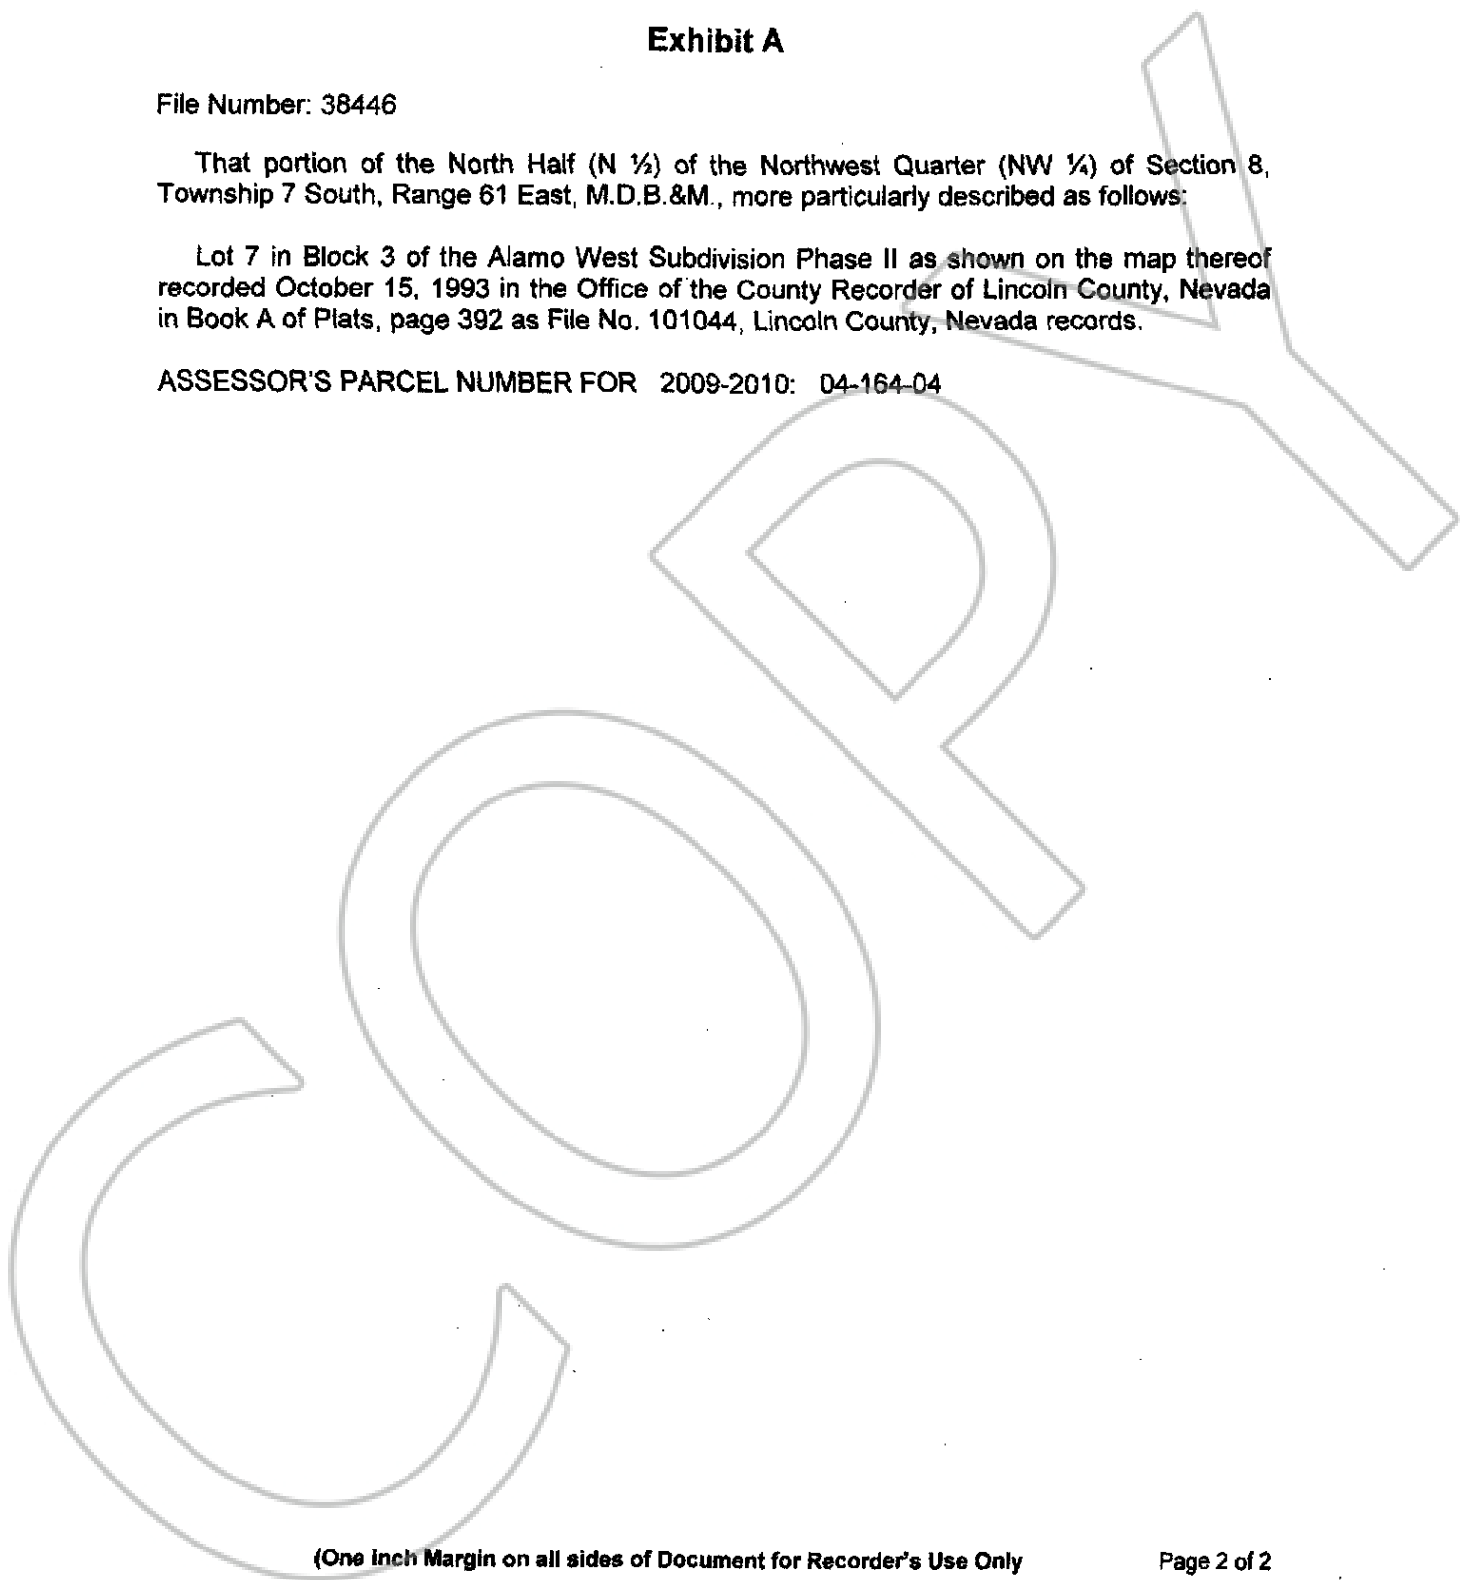 Exhibit A
File Number: 38446
That portion of the North Half (N ½) of the Northwest Quarter (NW ¼) of Section 8,
Township 7 South, Range 61 East, M.D.B.&M., more particularly described as follows:
Lot 7 in Block 3 of the Alamo West Subdivision Phase II as shown on the map thereof
recorded October 15, 1993 in the Office of the County Recorder of Lincoln County, Nevada
in Book A of Plats, page 392 as File No. 101044, Lincoln County, Nevada records.
ASSESSOR'S PARCEL NUMBER FOR 2009-2010: 04-164-04
COPY
(One inch Margin on all sides of Document for Recorder's Use Only Page 2 of 2